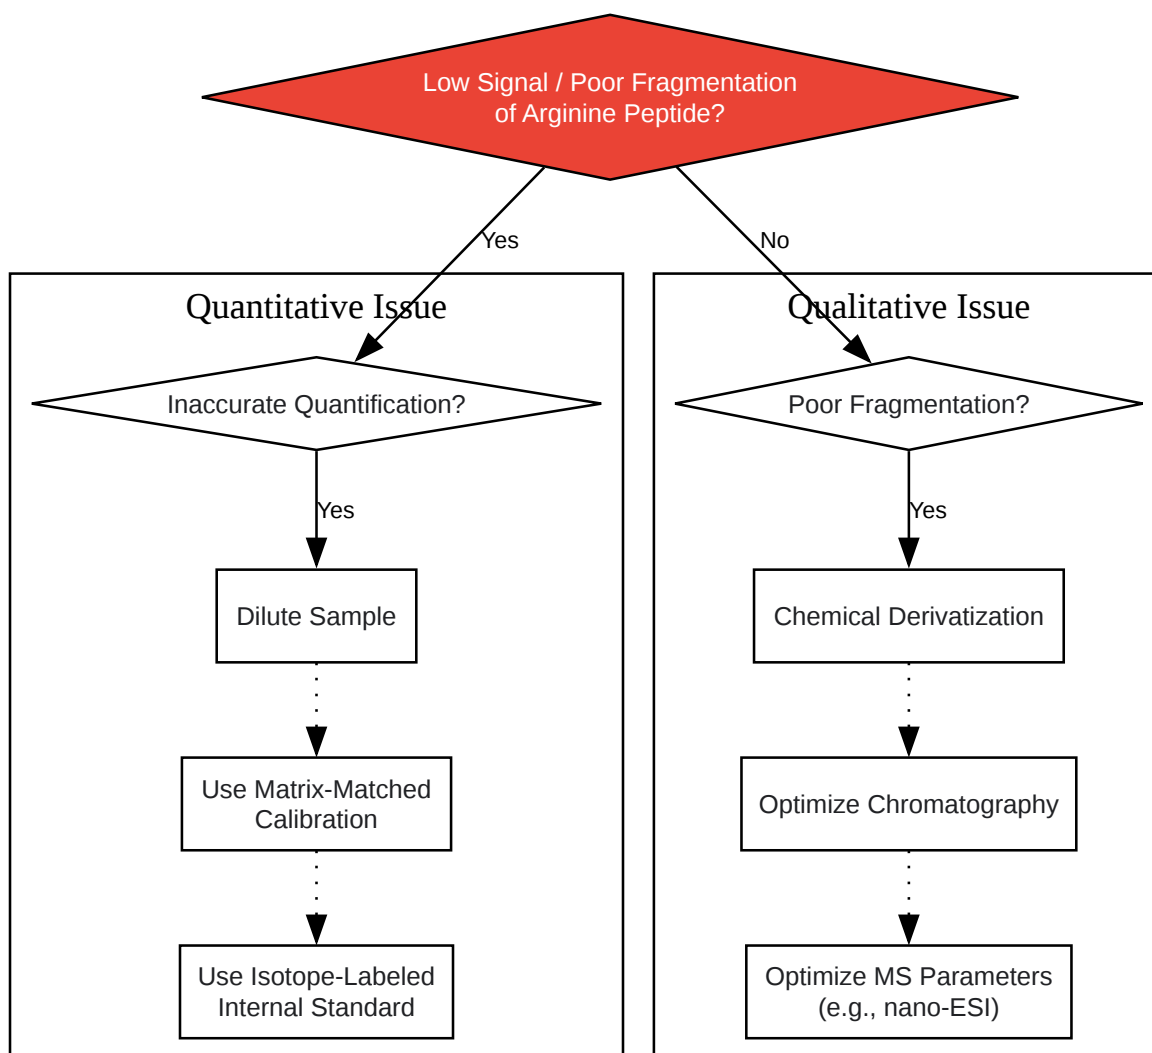 Low Signal / Poor Fragmentation
of Arginine Peptide?
Yes
No
Quantitative Issue
Qualitative Issue
Inaccurate Quantification?
Poor Fragmentation?
Yes
Yes
Dilute Sample
Chemical Derivatization
Use Matrix-Matched
Calibration
Optimize Chromatography
Use Isotope-Labeled
Internal Standard
Optimize MS Parameters
(e.g., nano-ESI)